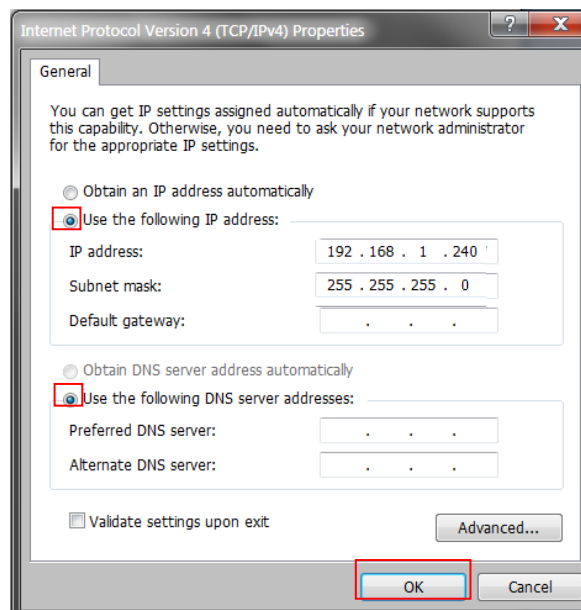 Internet Protocol Version 4 (TCP/IPv4) Properties
?
X
General
You can get IP settings assigned automatically if your network supports
this capability. Otherwise, you need to ask your network administrator
for the appropriate IP settings.
Obtain an IP address automatically
Use the following IP address:
IP address: 192 . 168 . 1 . 240
Subnet mask: 255 . 255 . 255 . 0
Default gateway: . . .
Obtain DNS server address automatically
Use the following DNS server addresses:
Preferred DNS server: . . .
Alternate DNS server: . . .
Validate settings upon exit
Advanced...
OK Cancel